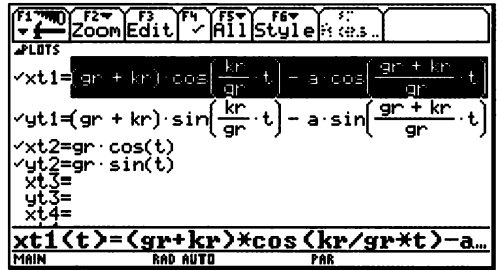 F1 F2 Zoom F3 Edit F4 ✓ F5 All F6 Style
PLOTS
✓xt1=(gr + kr)·cos(kr/gr·t) - a·cos((gr + kr)/gr·t)
✓yt1=(gr + kr)·sin(kr/gr·t) - a·sin((gr + kr)/gr·t)
✓xt2=gr·cos(t)
✓yt2=gr·sin(t)
xt3=
yt3=
xt4=
xt1(t)=(gr+kr)*cos(kr/gr*t)-a…
MAIN RAD AUTO PAR